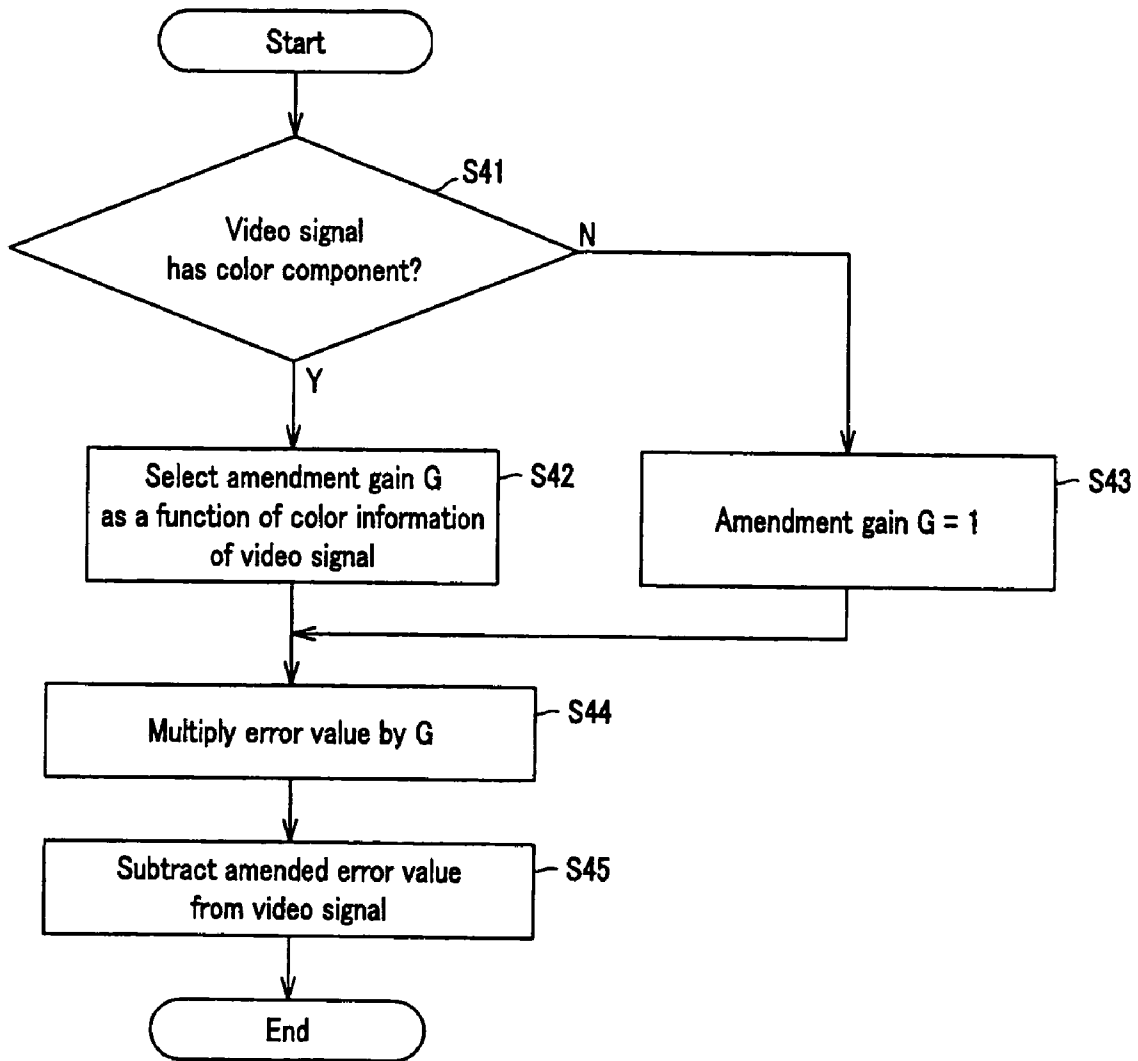 Start
S41
Video signal
has color component?
N
Y
Select amendment gain G
as a function of color information
of video signal
S42
Amendment gain G = 1
S43
Multiply error value by G
S44
Subtract amended error value
from video signal
S45
End